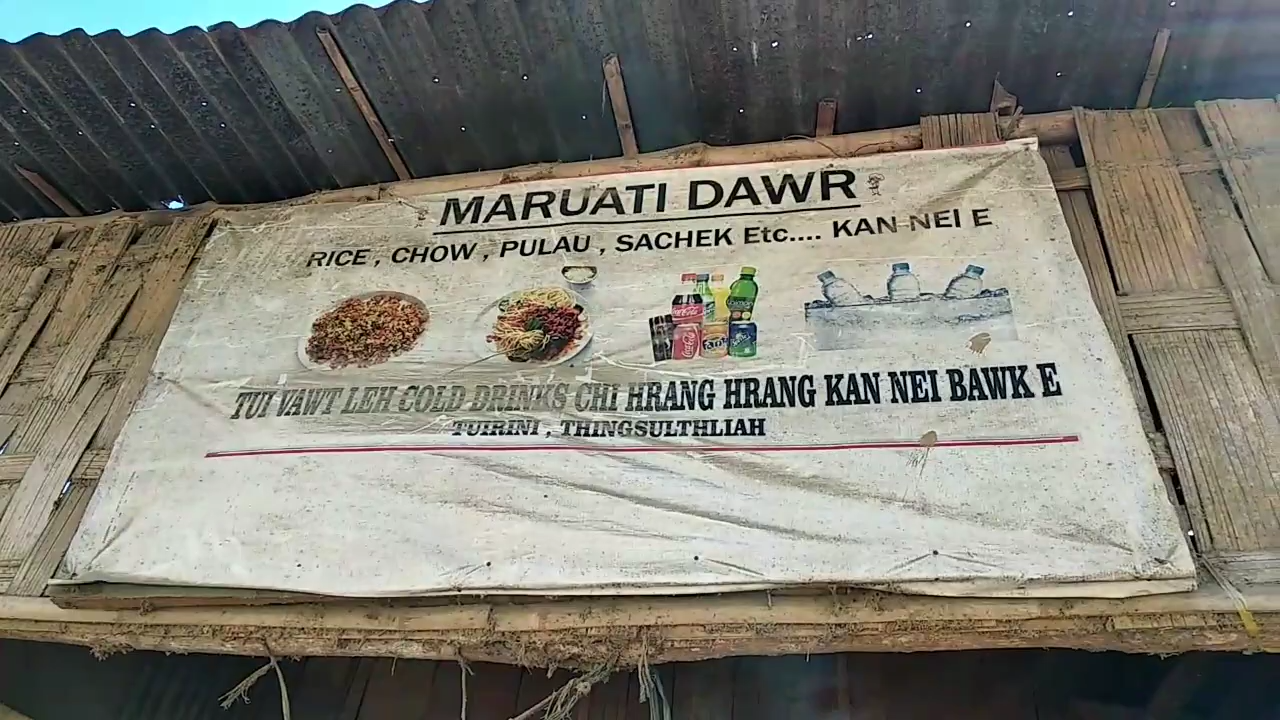 MARUATI DAWR
RICE , CHOW , PULAU , SACHEK Etc.... KAN NEI E
TUI VAWT LEH COLD DRINKS CHI HRANG HRANG KAN NEI BAWK E
TUIRINI , THINGSULTHLIAH